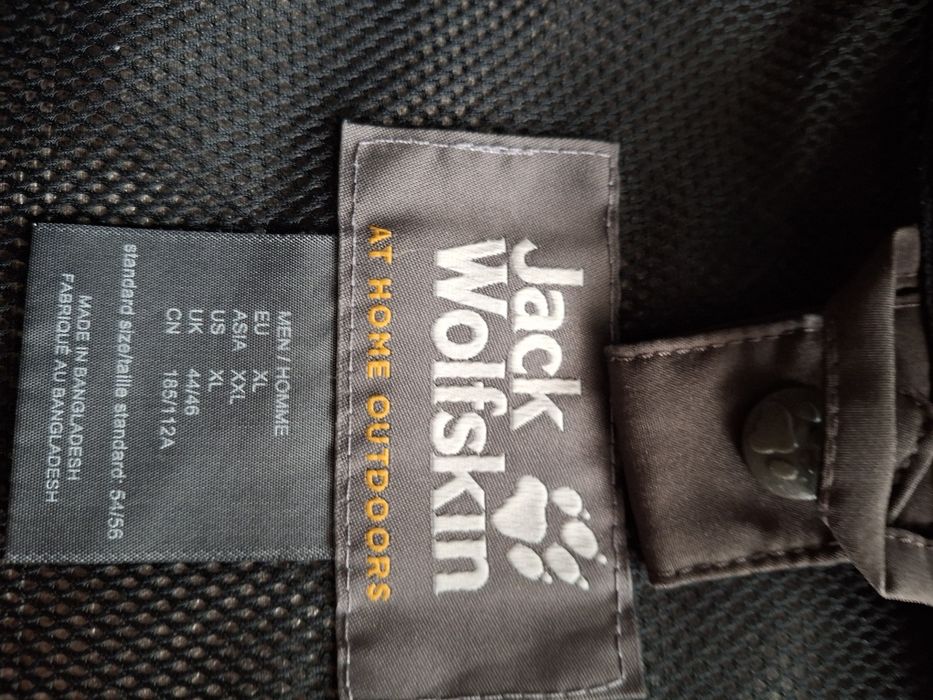 Jack
Wolfskin
AT HOME OUTDOORS
MEN / HOMME
EU XL
ASIA XXL
US XL
UK 44/46
CN 185/112A
standard size/taille standard: 54/56
MADE IN BANGLADESH
FABRIQUÉ AU BANGLADESH